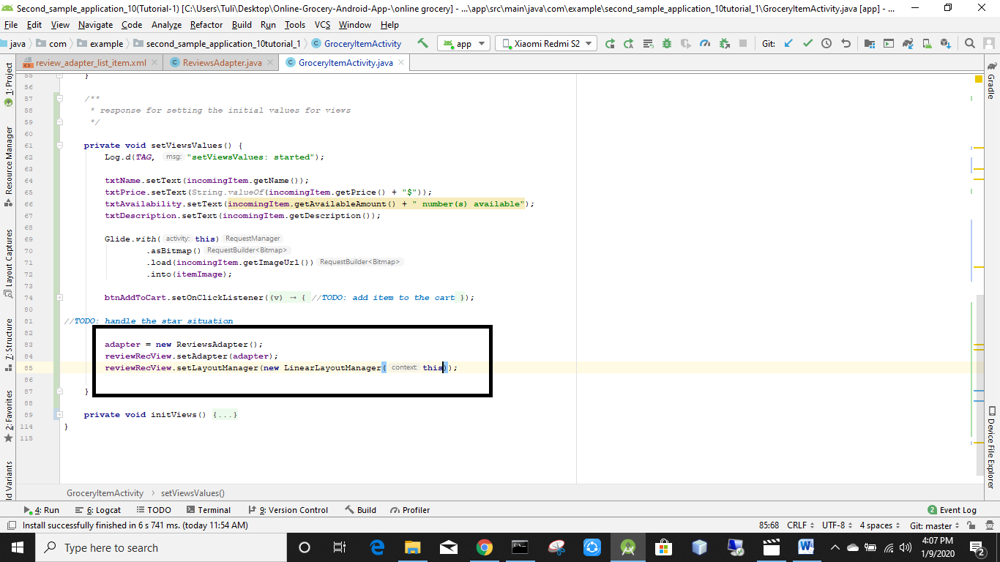 Second_sample_application_10(Tutorial-1) [C:\Users\Tuli\Desktop\Online-Grocery-Android-App-\online grocery] - ...\app\src\main\java\com\example\second_sample_application_10tutorial_1\GroceryItemActivity.java [app] - ...
File Edit View Navigate Code Analyze Refactor Build Run Tools VCS Window Help
java com example second_sample_application_10tutorial_1 GroceryItemActivity app Xiaomi Redmi S2 Git:
review_adapter_list_item.xml ReviewsAdapter.java GroceryItemActivity.java
1: Project
Resource Manager
Layout Captures
7: Structure
2: Favorites
ld Variants
55 }
56
57 /**
58 * response for setting the initial values for views
59 */
60
61 private void setViewsValues() {
62 Log.d(TAG, msg: "setViewsValues: started");
63
64 txtName.setText(incomingItem.getName());
65 txtPrice.setText(String.valueOf(incomingItem.getPrice() + "$"));
66 txtAvailability.setText(incomingItem.getAvailableAmount() + " number(s) available");
67 txtDescription.setText(incomingItem.getDescription());
68
69 Glide.with( activity: this) RequestManager
70 .asBitmap() RequestBuilder<Bitmap>
71 .load(incomingItem.getImageUrl()) RequestBuilder<Bitmap>
72 .into(itemImage);
73
74 btnAddToCart.setOnClickListener((v) → { //TODO: add item to the cart });
80
81 //TODO: handle the star situation
82
83 adapter = new ReviewsAdapter();
84 reviewRecView.setAdapter(adapter);
85 reviewRecView.setLayoutManager(new LinearLayoutManager( context: this));
86
87 }
88
89 private void initViews() {...}
114 }
115
Gradle
Device File Explorer
GroceryItemActivity setViewsValues()
4: Run 6: Logcat TODO Terminal 9: Version Control Build Profiler 2 Event Log
Install successfully finished in 6 s 741 ms. (today 11:54 AM) 85:68 CRLF UTF-8 4 spaces Git: master
Type here to search
4:07 PM
1/9/2020
2